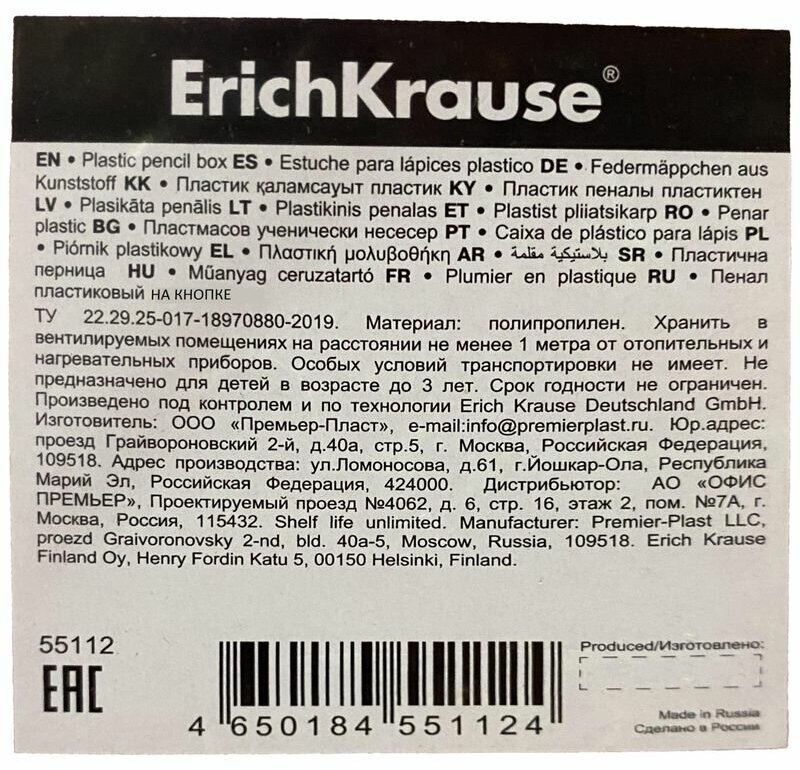 ErichKrause®
EN • Plastic pencil box ES • Estuche para lápices plastico DE • Federmäppchen aus
Kunststoff KK • Пластик қаламсауыт пластик KY • Пластик пеналы пластиктен
LV • Plasikāta penālis LT • Plastikinis penalas ET • Plastist pliiatsikarp RO • Penar
plastic BG • Пластмасов ученически несесер PT • Caixa de plástico para lápis PL
• Piórnik plastikowy EL • Πλαστική μολυβοθήκη AR • بلاستيكية مقلمة SR • Пластична
перница HU • Műanyag ceruzatartó FR • Plumier en plastique RU • Пенал
пластиковый НА КНОПКЕ
ТУ 22.29.25-017-18970880-2019. Материал: полипропилен. Хранить в
вентилируемых помещениях на расстоянии не менее 1 метра от отопительных и
нагревательных приборов. Особых условий транспортировки не имеет. Не
предназначено для детей в возрасте до 3 лет. Срок годности не ограничен.
Произведено под контролем и по технологии Erich Krause Deutschland GmbH.
Изготовитель: ООО «Премьер-Пласт», e-mail:info@premierplast.ru. Юр.адрес:
проезд Грайвороновский 2-й, д.40а, стр.5, г. Москва, Российская Федерация,
109518. Адрес производства: ул.Ломоносова, д.61, г.Йошкар-Ола, Республика
Марий Эл, Российская Федерация, 424000. Дистрибьютор: АО «ОФИС
ПРЕМЬЕР», Проектируемый проезд №4062, д. 6, стр. 16, этаж 2, пом. №7А, г.
Москва, Россия, 115432. Shelf life unlimited. Manufacturer: Premier-Plast LLC,
proezd Graivoronovsky 2-nd, bld. 40a-5, Moscow, Russia, 109518. Erich Krause
Finland Oy, Henry Fordin Katu 5, 00150 Helsinki, Finland.
55112
EAC
4 650184 551124
Produced/Изготовлено:
Made in Russia
Сделано в России